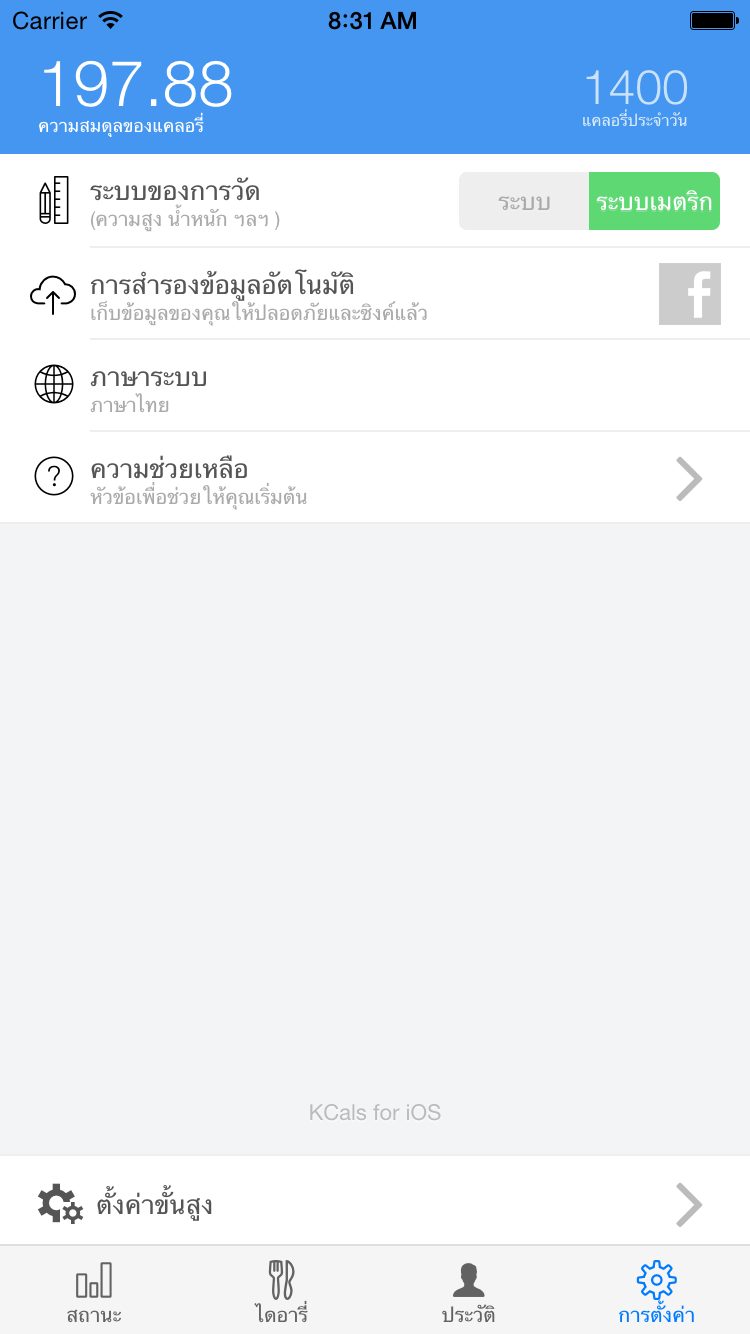 Carrier 8:31 AM
197.88
ความสมดุลของแคลอรี่
1400
แคลอรี่ประจำวัน
ระบบของการวัด
(ความสูง น้ำหนัก ฯลฯ )
ระบบ ระบบเมตริก
การสำรองข้อมูลอัตโนมัติ
เก็บข้อมูลของคุณให้ปลอดภัยและซิงค์แล้ว
f
ภาษาระบบ
ภาษาไทย
?
ความช่วยเหลือ
หัวข้อเพื่อช่วยให้คุณเริ่มต้น
KCals for iOS
ตั้งค่าขั้นสูง
สถานะ ไดอารี่ ประวัติ การตั้งค่า